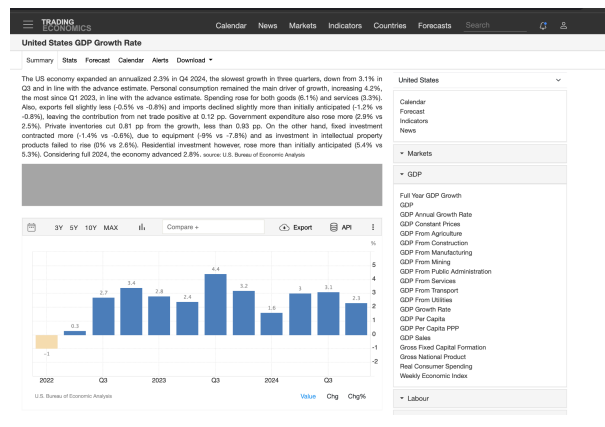 TRADING
ECONOMICS
Calendar News Markets Indicators Countries Forecasts Search
United States GDP Growth Rate
Summary Stats Forecast Calendar Alerts Download
The US economy expanded an annualized 2.3% in Q4 2024, the slowest growth in three quarters, down from 3.1% in
Q3 and in line with the advance estimate. Personal consumption remained the main driver of growth, increasing 4.2%,
the most since Q1 2023, in line with the advance estimate. Spending rose for both goods (6.1%) and services (3.3%).
Also, exports fell slightly less (-0.5% vs -0.8%) and imports declined slightly more than initially anticipated (-1.2% vs
-0.8%), leaving the contribution from net trade positive at 0.12 pp. Government expenditure also rose more (2.9% vs
2.5%). Private inventories cut 0.81 pp from the growth, less than 0.93 pp. On the other hand, fixed investment
contracted more (-1.4% vs -0.6%), due to equipment (-9% vs -7.8%) and as investment in intellectual property
products failed to rise (0% vs 2.6%). Residential investment however, rose more than initially anticipated (5.4% vs
5.3%). Considering full 2024, the economy advanced 2.8%. source: U.S. Bureau of Economic Analysis
3Y 5Y 10Y MAX Compare + Export API
%
5
4
3
2
1
0
-1
-2
-1
0.3
2.7
3.4
2.8
2.4
4.4
3.2
1.6
3
3.1
2.3
2022 Q3 2023 Q3 2024 Q3
U.S. Bureau of Economic Analysis Value Chg Chg%
United States
Calendar
Forecast
Indicators
News
Markets
GDP
Full Year GDP Growth
GDP
GDP Annual Growth Rate
GDP Constant Prices
GDP From Agriculture
GDP From Construction
GDP From Manufacturing
GDP From Mining
GDP From Public Administration
GDP From Services
GDP From Transport
GDP From Utilities
GDP Growth Rate
GDP Per Capita
GDP Per Capita PPP
GDP Sales
Gross Fixed Capital Formation
Gross National Product
Real Consumer Spending
Weekly Economic Index
Labour